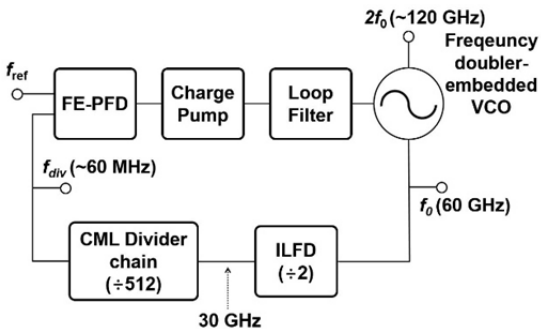 2f0 (~120 GHz)
Freqeuncy
doubler-
embedded
VCO
fref
FE-PFD
Charge
Pump
Loop
Filter
fdiv (~60 MHz)
f0 (60 GHz)
CML Divider
chain
(÷512)
ILFD
(÷2)
30 GHz